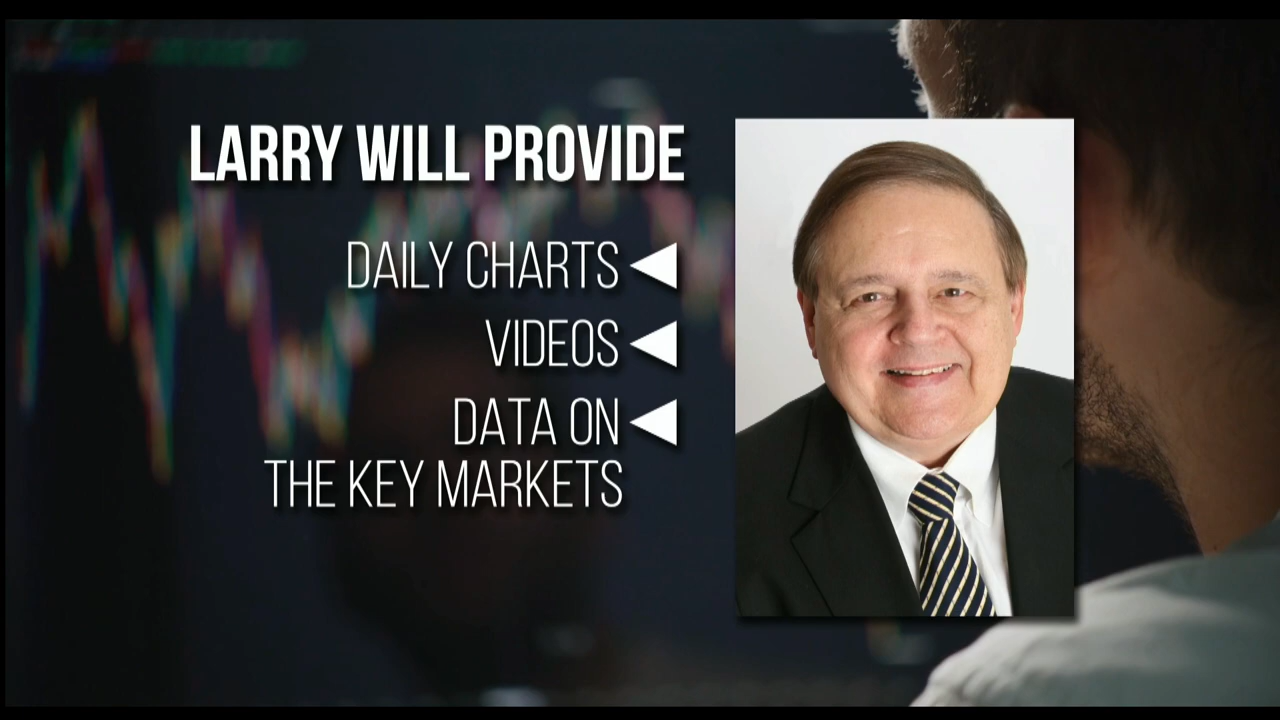 LARRY WILL PROVIDE
DAILY CHARTS
VIDEOS
DATA ON
THE KEY MARKETS